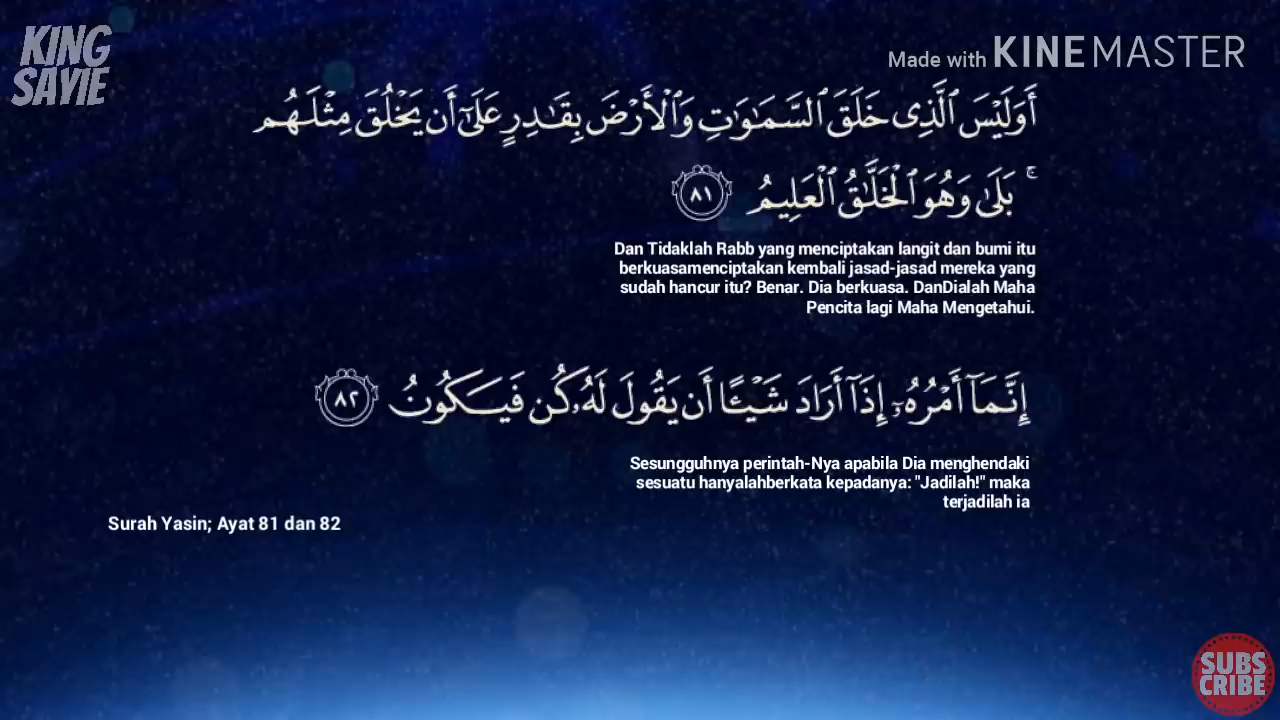 KING
SAVIE
Made with KINEMASTER
أَوَلَيْسَ ٱلَّذِى خَلَقَ ٱلسَّمَـٰوَٰتِ وَٱلْأَرْضَ بِقَـٰدِرٍ عَلَىٰٓ أَن يَخْلُقَ مِثْلَهُم
ۚ بَلَىٰ وَهُوَ ٱلْخَلَّـٰقُ ٱلْعَلِيمُ ٨١
Dan Tidaklah Rabb yang menciptakan langit dan bumi itu
berkuasamenciptakan kembali jasad-jasad mereka yang
sudah hancur itu? Benar. Dia berkuasa. DanDialah Maha
Pencita lagi Maha Mengetahui.
إِنَّمَآ أَمْرُهُۥٓ إِذَآ أَرَادَ شَيْـًٔا أَن يَقُولَ لَهُۥ كُن فَيَكُونُ ٨٢
Sesungguhnya perintah-Nya apabila Dia menghendaki
sesuatu hanyalahberkata kepadanya: "Jadilah!" maka
terjadilah ia
Surah Yasin; Ayat 81 dan 82
SUBS
CRIBE